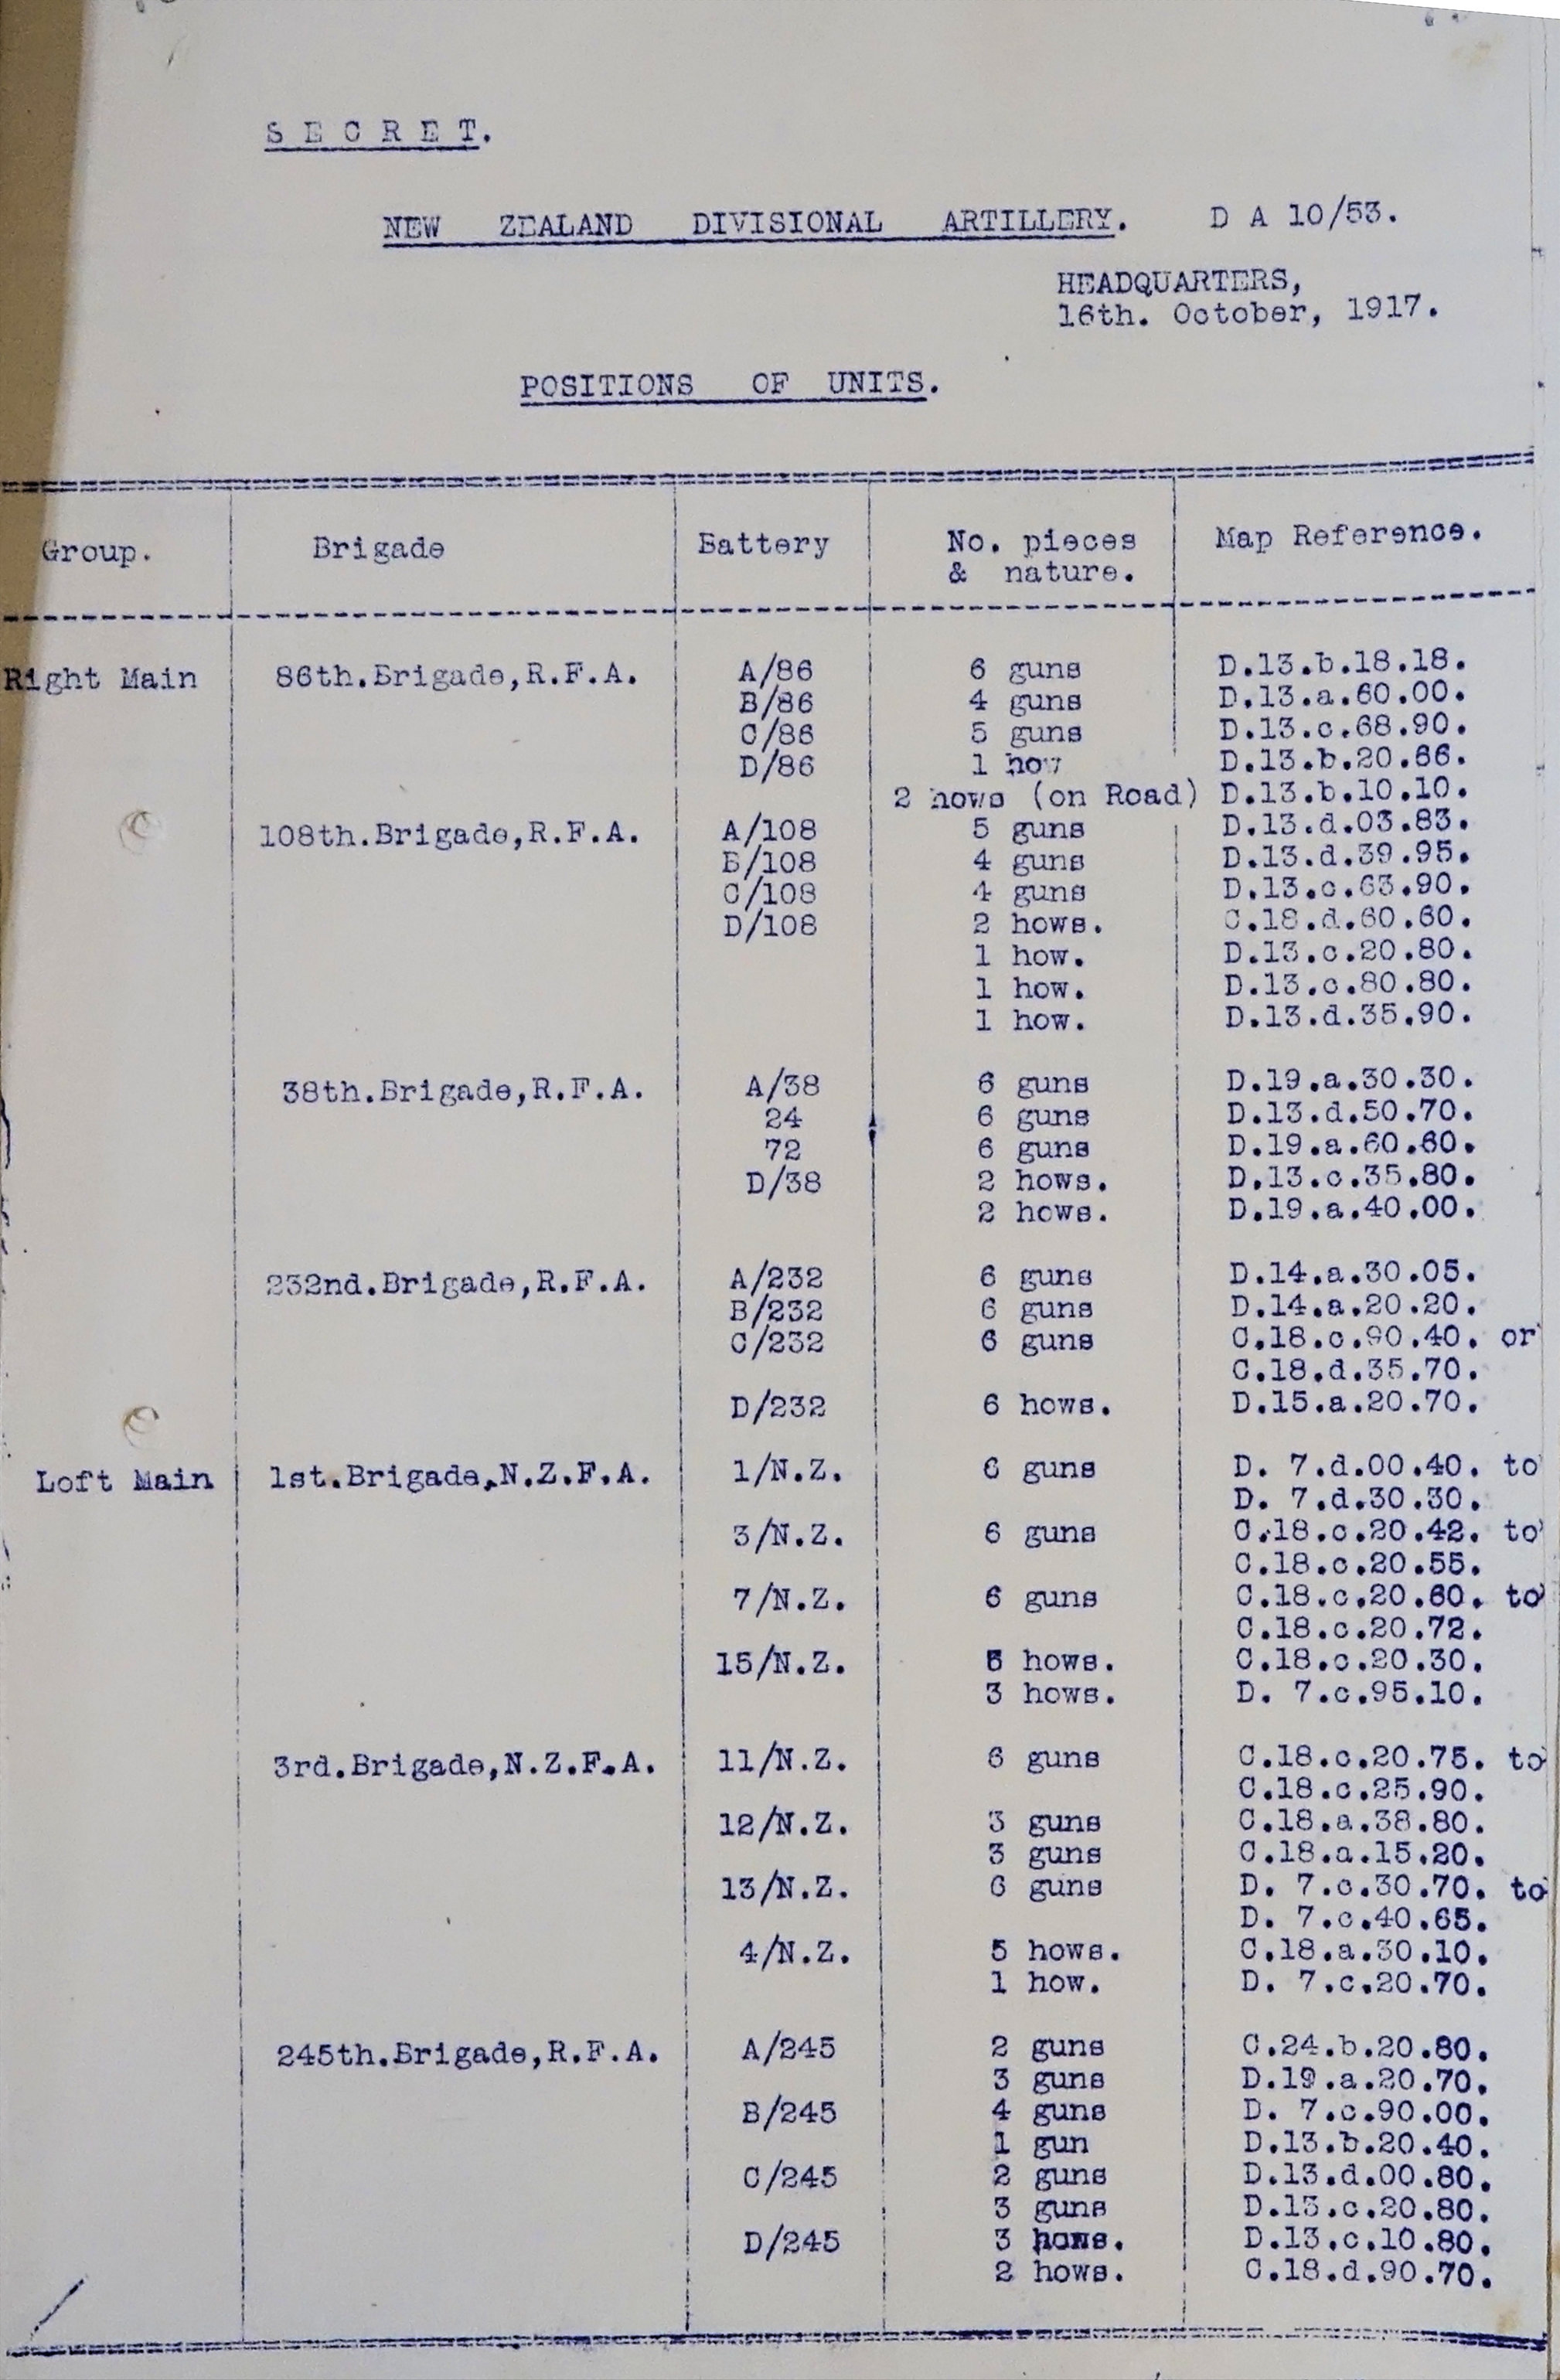 S E C R E T.
NEW ZEALAND DIVISIONAL ARTILLERY. D A 10/53.
HEADQUARTERS,
16th. October, 1917.
POSITIONS OF UNITS.
Group. Brigade Battery No. pieces Map Reference.
& nature.
Right Main 86th.Brigade,R.F.A. A/86 6 guns D.13.b.18.18.
B/86 4 guns D.13.a.60.00.
C/86 5 guns D.13.c.68.90.
D/86 1 how D.13.b.20.66.
2 hows (on Road) D.13.b.10.10.
108th.Brigade,R.F.A. A/108 5 guns D.13.d.03.83.
B/108 4 guns D.13.d.39.95.
C/108 4 guns D.13.c.63.90.
D/108 2 hows. C.18.d.60.60.
1 how. D.13.c.20.80.
1 how. D.13.c.80.80.
1 how. D.13.d.35.90.
38th.Brigade,R.F.A. A/38 6 guns D.19.a.30.30.
24 6 guns D.13.d.50.70.
72 6 guns D.19.a.60.60.
D/38 2 hows. D.13.c.35.80.
2 hows. D.19.a.40.00.
232nd.Brigade,R.F.A. A/232 6 guns D.14.a.30.05.
B/232 6 guns D.14.a.20.20.
C/232 6 guns C.18.c.90.40. or
C.18.d.35.70.
D/232 6 hows. D.15.a.20.70.
Left Main 1st.Brigade,N.Z.F.A. 1/N.Z. 6 guns D. 7.d.00.40. to
D. 7.d.30.30.
3/N.Z. 6 guns C.18.c.20.42. to
C.18.c.20.55.
7/N.Z. 6 guns C.18.c.20.60. to
C.18.c.20.72.
15/N.Z. hows. C.18.c.20.30.
3 hows. D. 7.c.95.10.
3rd.Brigade,N.Z.F.A. 11/N.Z. 6 guns C.18.c.20.75. to
C.18.c.25.90.
12/N.Z. 3 guns C.18.a.38.80.
3 guns C.18.a.15.20.
13/N.Z. 6 guns D. 7.c.30.70. to
D. 7.c.40.65.
4/N.Z. 5 hows. C.18.a.30.10.
1 how. D. 7.c.20.70.
245th.Brigade,R.F.A. A/245 2 guns C.24.b.20.80.
3 guns D.19.a.20.70.
B/245 4 guns D. 7.c.90.00.
1 gun D.13.b.20.40.
C/245 2 guns D.13.d.00.80.
3 guns D.13.c.20.80.
D/245 3 hows. D.13.c.10.80.
2 hows. C.18.d.90.70.